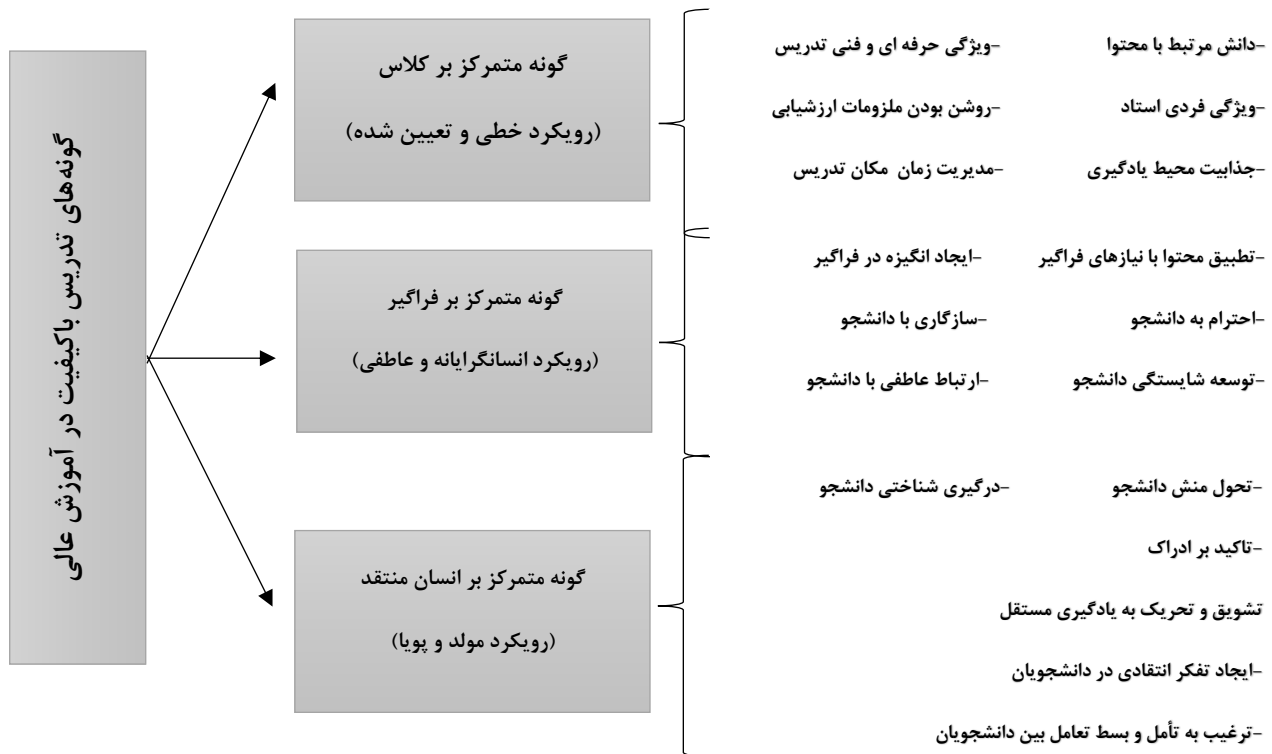 گونه‌های تدریس باکیفیت در آموزش عالی
گونه متمرکز بر کلاس
(رویکرد خطی و تعیین شده)
-دانش مرتبط با محتوا -ویژگی حرفه ای و فنی تدریس
-ویژگی فردی استاد -روشن بودن ملزومات ارزشیابی
-جذابیت محیط یادگیری -مدیریت زمان مکان تدریس
گونه متمرکز بر فراگیر
(رویکرد انسانگرایانه و عاطفی)
-تطبیق محتوا با نیازهای فراگیر -ایجاد انگیزه در فراگیر
-احترام به دانشجو -سازگاری با دانشجو
-توسعه شایستگی دانشجو -ارتباط عاطفی با دانشجو
گونه متمرکز بر انسان منتقد
(رویکرد مولد و پویا)
-تحول منش دانشجو -درگیری شناختی دانشجو
-تاکید بر ادراک
تشویق و تحریک به یادگیری مستقل
-ایجاد تفکر انتقادی در دانشجویان
-ترغیب به تأمل و بسط تعامل بین دانشجویان